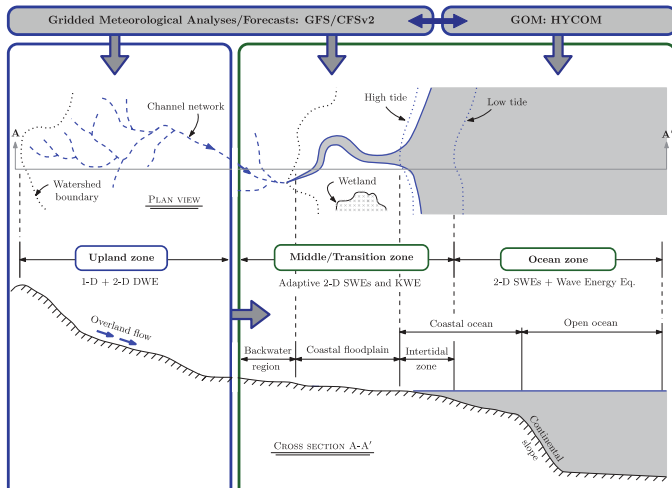 Gridded Meteorological Analyses/Forecasts: GFS/CFSv2
GOM: HYCOM
Channel network
High tide
Low tide
A
A′
Watershed
boundary
Wetland
Plan view
Upland zone
Middle/Transition zone
Ocean zone
1-D + 2-D DWE
Adaptive 2-D SWEs and KWE
2-D SWEs + Wave Energy Eq.
Overland flow
Coastal ocean
Open ocean
Backwater
region
Coastal floodplain
Intertidal
zone
Continental
slope
Cross section A-A′